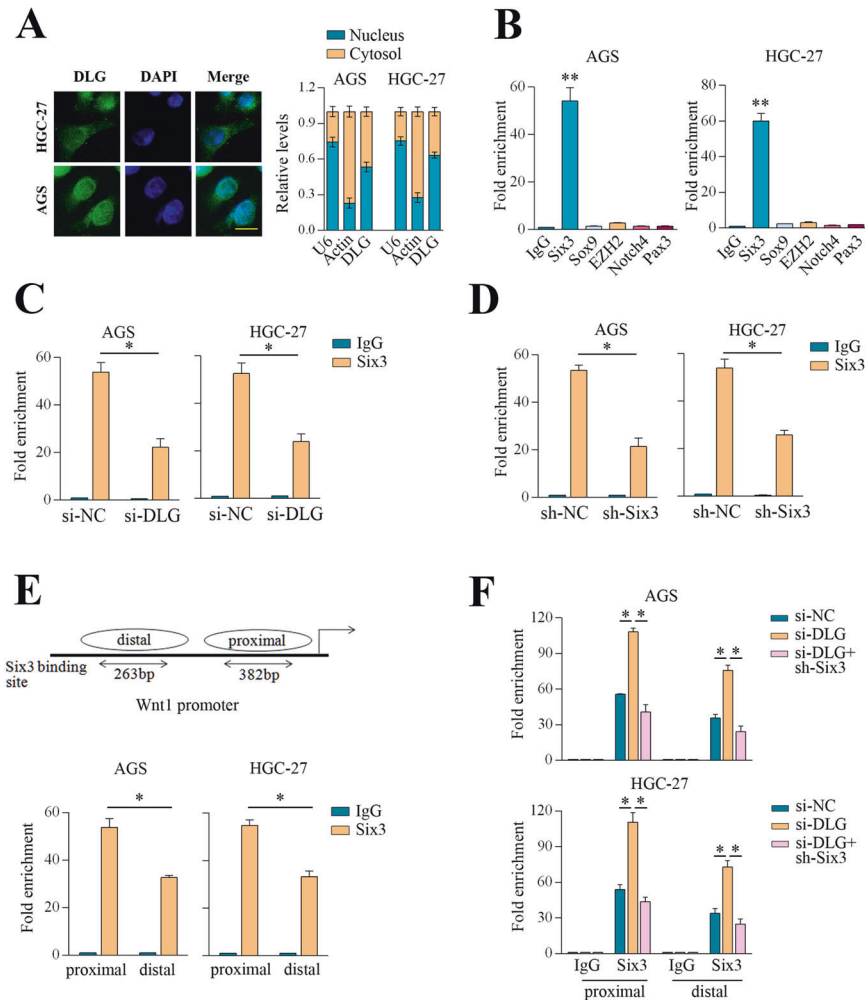 A
Nucleus
Cytosol
DLG DAPI Merge
HGC-27
AGS
AGS HGC-27
Relative levels
1.2
0.9
0.6
0.3
0.0
U6 Actin DLG U6 Actin DLG
B
AGS HGC-27
**
**
Fold enrichment
60
40
20
0
IgG Six3 Sox9 EZH2 Notch4 Pax3
Fold enrichment
80
60
40
20
0
IgG Six3 Sox9 EZH2 Notch4 Pax3
C
AGS HGC-27
IgG
Six3
* *
Fold enrichment
60
40
20
0
si-NC si-DLG si-NC si-DLG
D
AGS HGC-27
IgG
Six3
* *
Fold enrichment
60
40
20
0
sh-NC sh-Six3 sh-NC sh-Six3
E
distal proximal
Six3 binding
site
263bp 382bp
Wnt1 promoter
AGS HGC-27
IgG
Six3
* *
Fold enrichment
60
40
20
0
proximal distal proximal distal
F
AGS
si-NC
si-DLG
si-DLG+
sh-Six3
* * * *
Fold enrichment
120
90
60
30
0
HGC-27
si-NC
si-DLG
si-DLG+
sh-Six3
* * * *
Fold enrichment
120
90
60
30
0
IgG Six3 IgG Six3
proximal distal